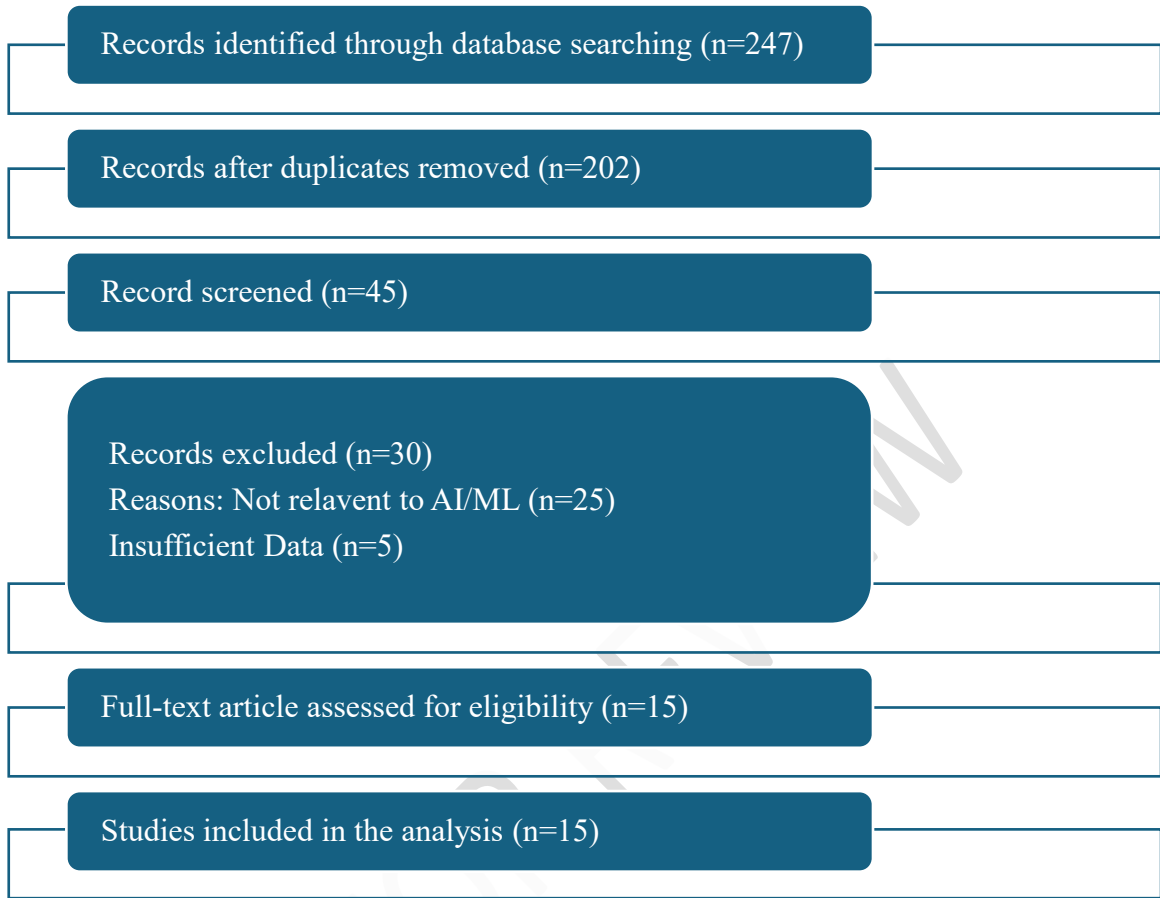 Records identified through database searching (n=247)
Records after duplicates removed (n=202)
Record screened (n=45)
Records excluded (n=30)
Reasons: Not relavent to AI/ML (n=25)
Insufficient Data (n=5)
Full-text article assessed for eligibility (n=15)
Studies included in the analysis (n=15)